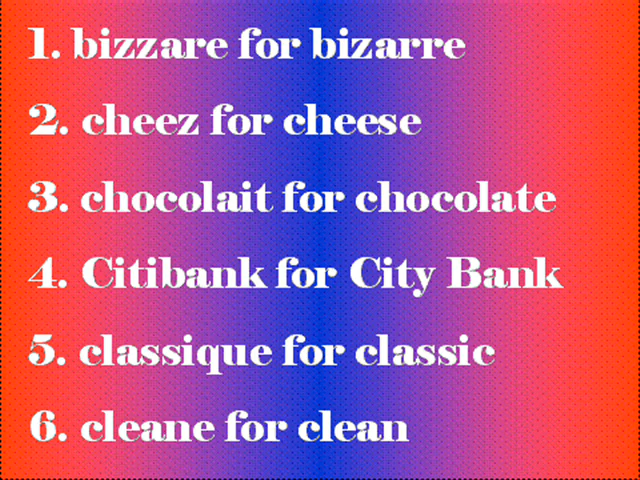 1. bizzare for bizarre
2. cheez for cheese
3. chocolait for chocolate
4. Citibank for City Bank
5. classique for classic
6. cleane for clean